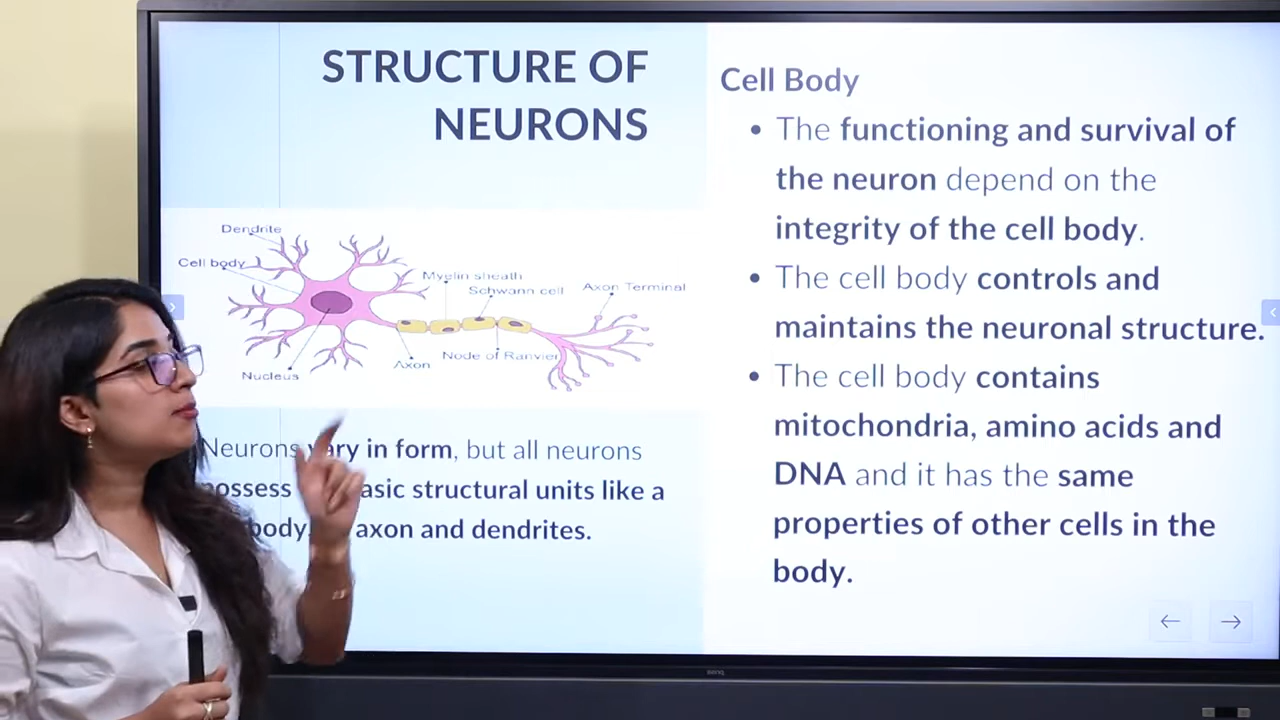 STRUCTURE OF
NEURONS
Dendrite
Cell body
Myelin sheath
Schwann cell
Axon Terminal
Node of Ranvier
Axon
Nucleus
Neurons vary in form, but all neurons
possess basic structural units like a
body, axon and dendrites.
Cell Body
• The functioning and survival of
the neuron depend on the
integrity of the cell body.
• The cell body controls and
maintains the neuronal structure.
• The cell body contains
mitochondria, amino acids and
DNA and it has the same
properties of other cells in the
body.
BenQ